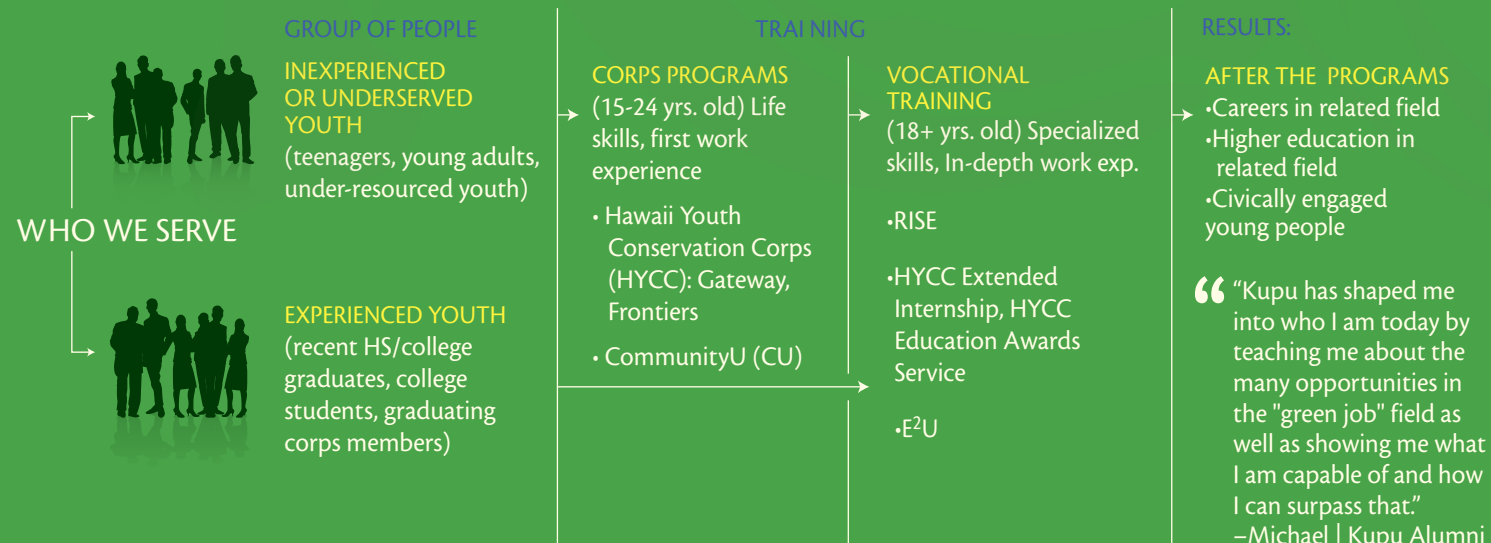 WHO WE SERVE
GROUP OF PEOPLE
INEXPERIENCED
OR UNDERSERVED
YOUTH
(teenagers, young adults,
under-resourced youth)
EXPERIENCED YOUTH
(recent HS/college
graduates, college
students, graduating
corps members)
TRAI NING
CORPS PROGRAMS
(15-24 yrs. old) Life
skills, first work
experience
• Hawaii Youth
Conservation Corps
(HYCC): Gateway,
Frontiers
• CommunityU (CU)
VOCATIONAL
TRAINING
(18+ yrs. old) Specialized
skills, In-depth work exp.
•RISE
•HYCC Extended
Internship, HYCC
Education Awards
Service
•E²U
RESULTS:
AFTER THE PROGRAMS
•Careers in related field
•Higher education in
related field
•Civically engaged
young people
“ “Kupu has shaped me
into who I am today by
teaching me about the
many opportunities in
the "green job" field as
well as showing me what
I am capable of and how
I can surpass that.”
–Michael | Kupu Alumni